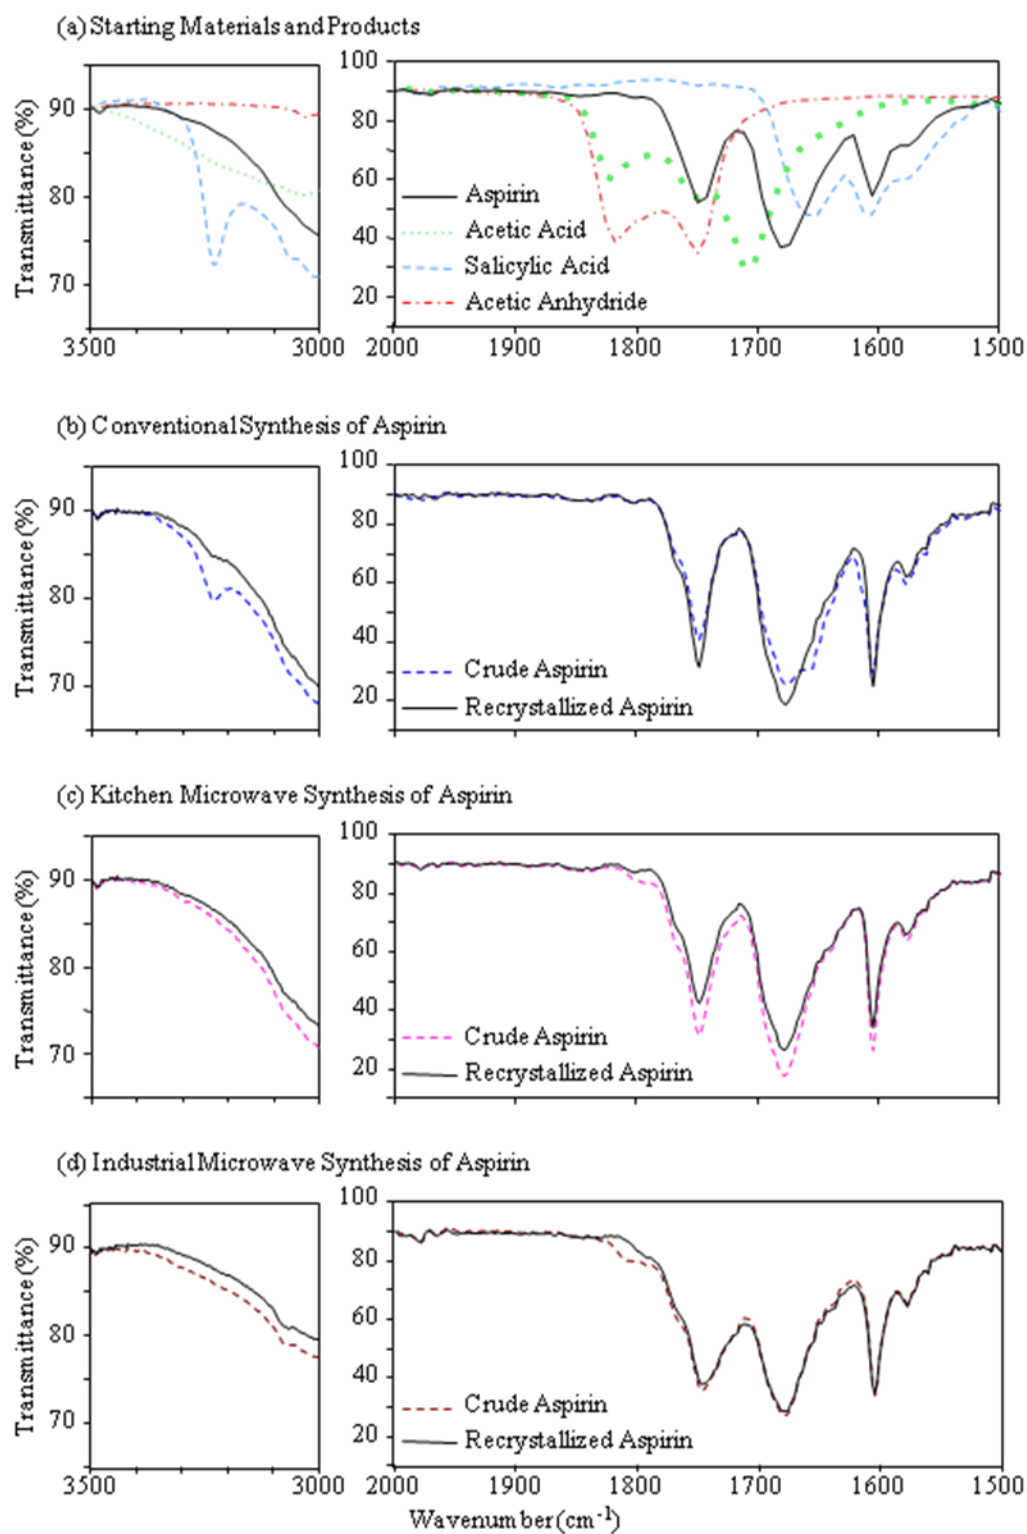 (a) Starting Materials and Products
Transmittance (%)
90
80
70
3500
3000
100
80
60
40
20
Aspirin
Acetic Acid
Salicylic Acid
Acetic Anhydride
2000
1900
1800
1700
1600
1500
(b) Conventional Synthesis of Aspirin
Transmittance (%)
90
80
70
100
80
60
40
20
Crude Aspirin
Recrystallized Aspirin
(c) Kitchen Microwave Synthesis of Aspirin
Transmittance (%)
90
80
70
100
80
60
40
20
Crude Aspirin
Recrystallized Aspirin
(d) Industrial Microwave Synthesis of Aspirin
Transmittance (%)
90
80
70
3500
3000
100
80
60
40
20
Crude Aspirin
Recrystallized Aspirin
2000
1900
1800
1700
1600
1500
Wavenumber (cm⁻¹)